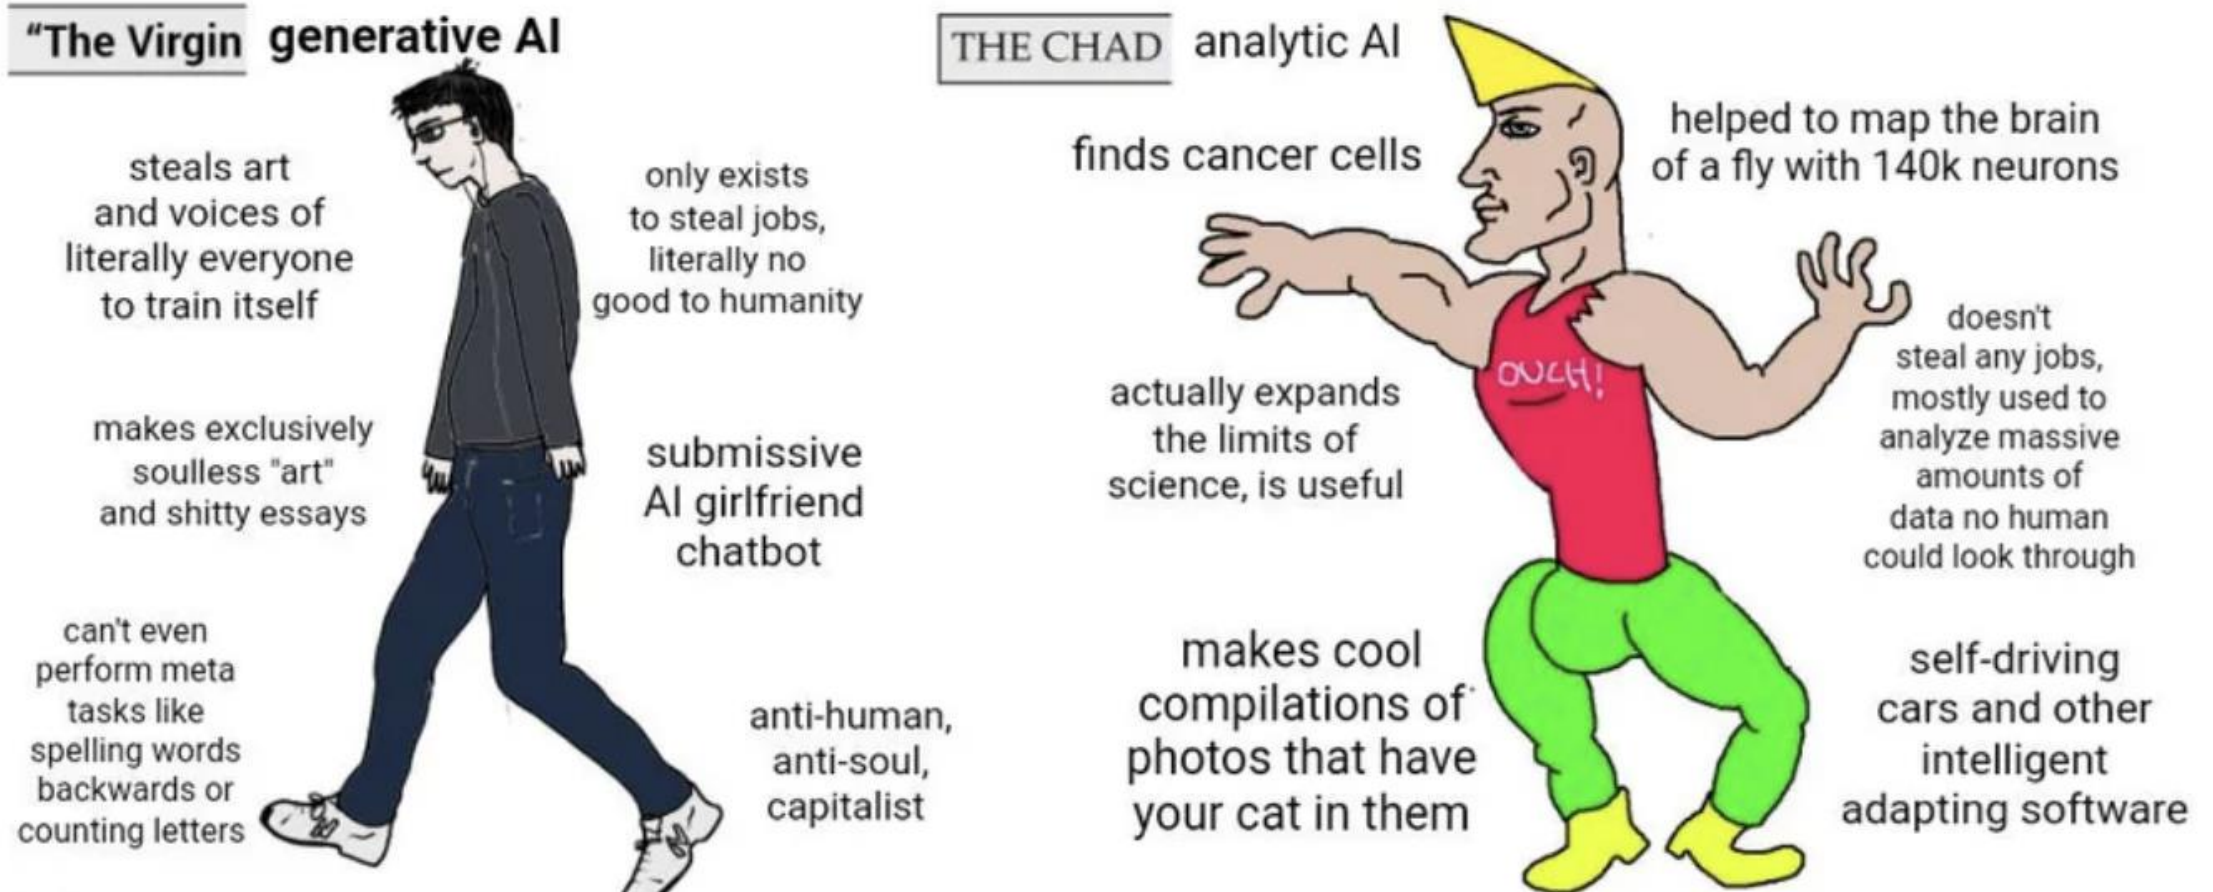 "The Virgin generative AI
steals art
and voices of
literally everyone
to train itself
only exists
to steal jobs,
literally no
good to humanity
makes exclusively
soulless "art"
and shitty essays
submissive
AI girlfriend
chatbot
can't even
perform meta
tasks like
spelling words
backwards or
counting letters
anti-human,
anti-soul,
capitalist
THE CHAD analytic AI
finds cancer cells
helped to map the brain
of a fly with 140k neurons
OUCH!
actually expands
the limits of
science, is useful
doesn't
steal any jobs,
mostly used to
analyze massive
amounts of
data no human
could look through
makes cool
compilations of
photos that have
your cat in them
self-driving
cars and other
intelligent
adapting software